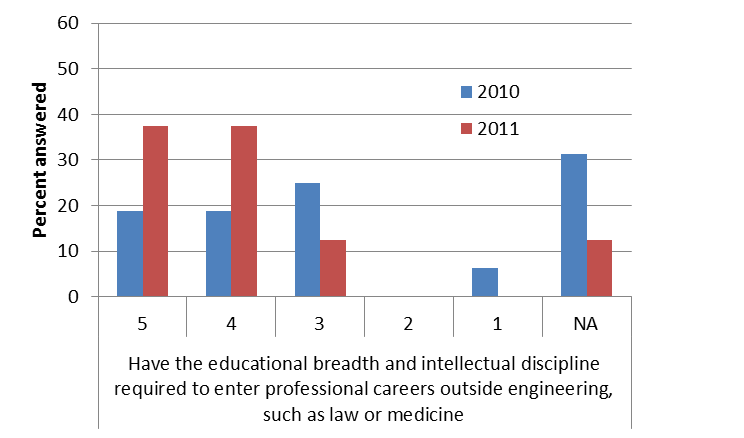 60
50
40
30
20
10
0
Percent answered
2010
2011
5 4 3 2 1 NA
Have the educational breadth and intellectual discipline
required to enter professional careers outside engineering,
such as law or medicine